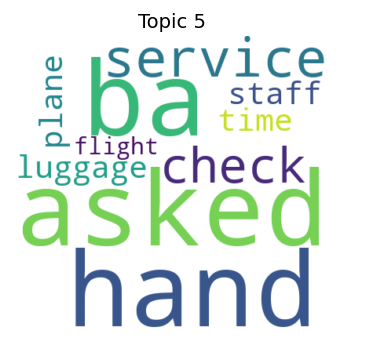 Topic 5
service
plane
ba
staff
time
flight
luggage
check
asked
hand